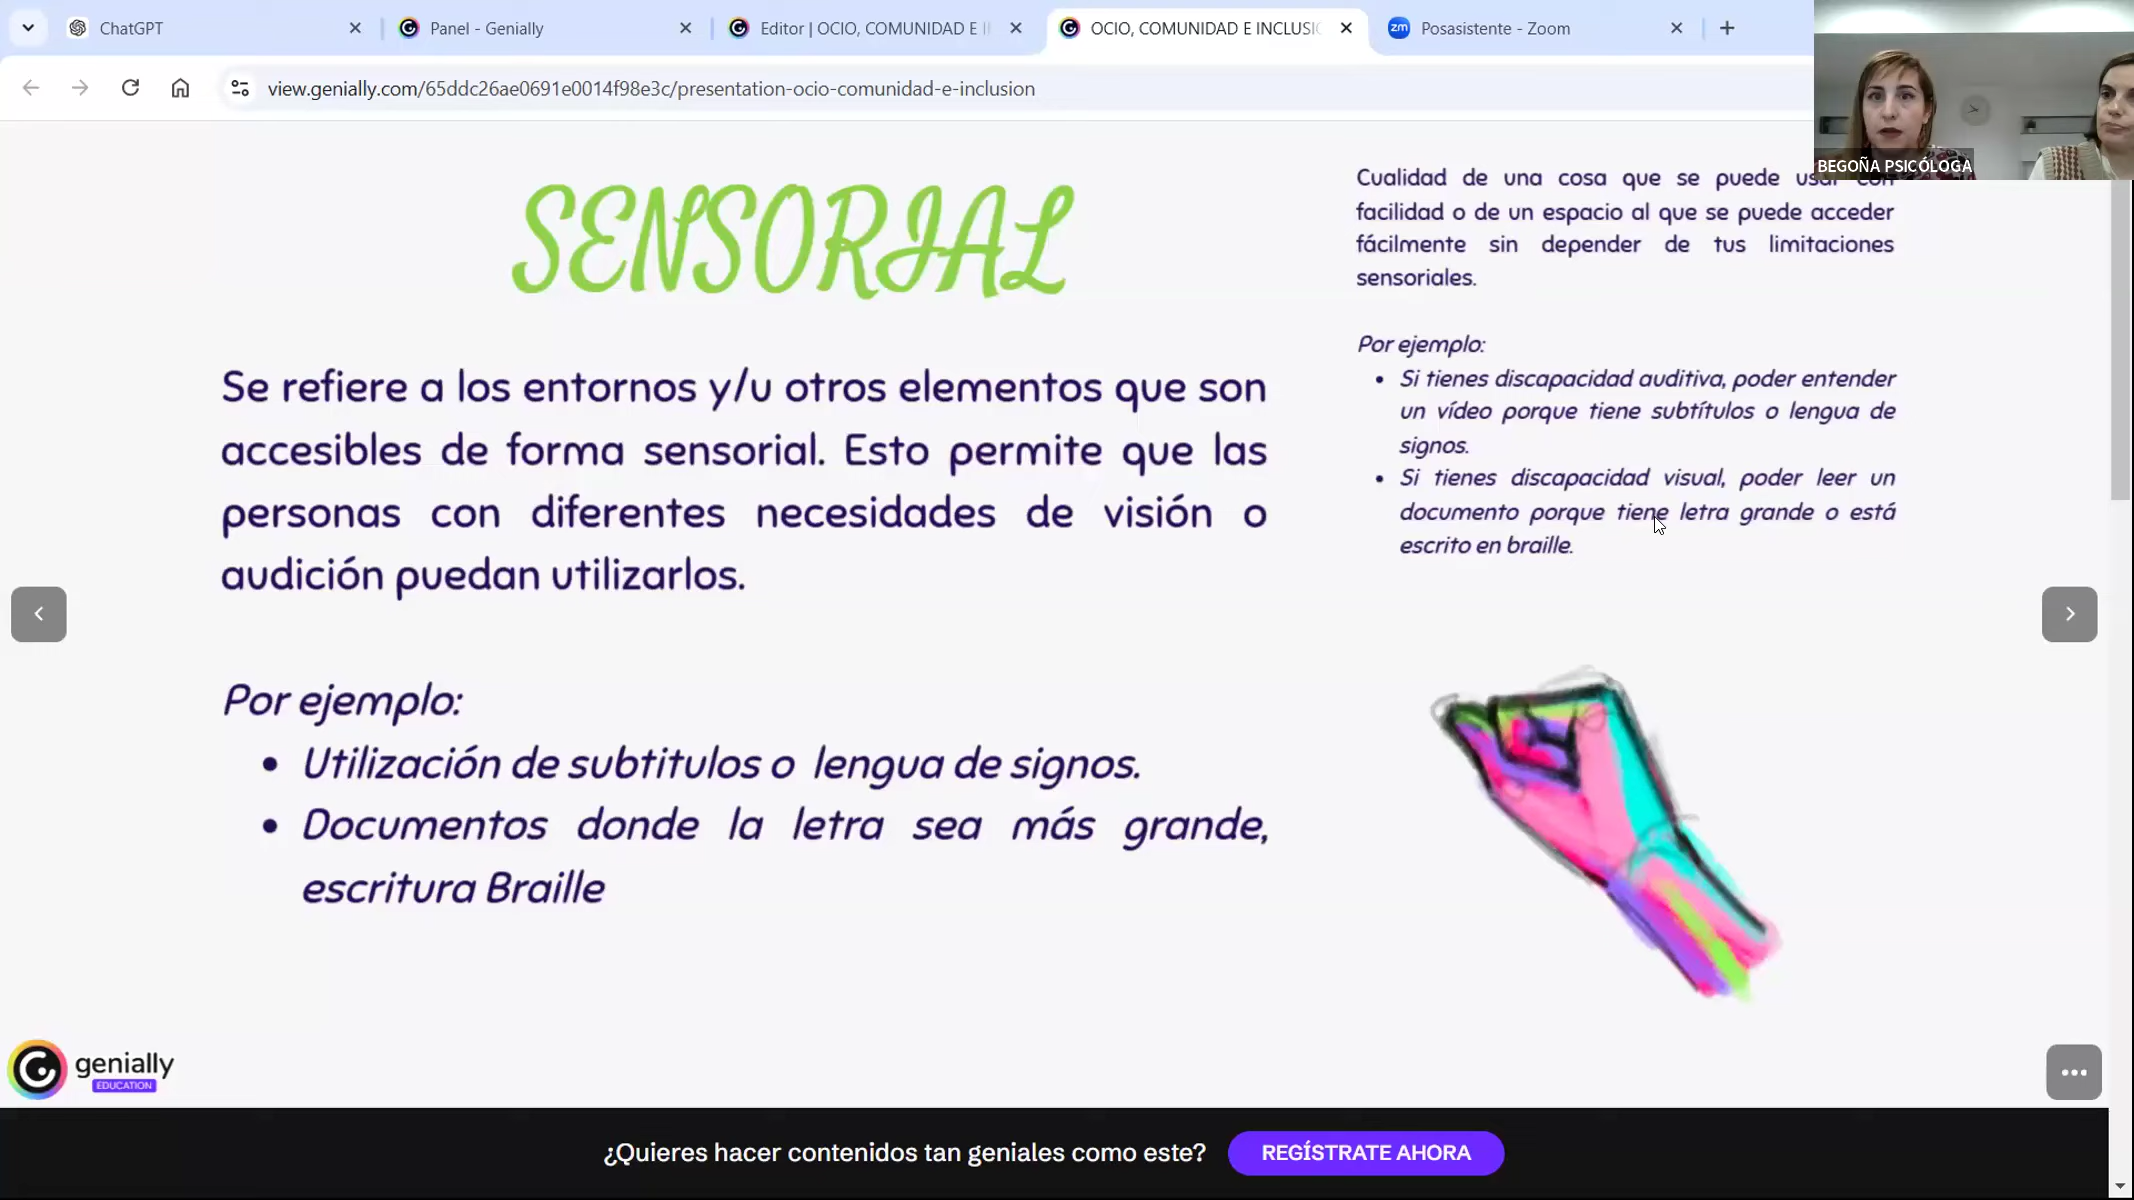 ChatGPT
Panel - Genially
Editor | OCIO, COMUNIDAD E I
OCIO, COMUNIDAD E INCLUSI
Posasistente - Zoom
view.genially.com/65ddc26ae0691e0014f98e3c/presentation-ocio-comunidad-e-inclusion
BEGOÑA PSICÓLOGA
SENSORIAL
Se refiere a los entornos y/u otros elementos que son
accesibles de forma sensorial. Esto permite que las
personas con diferentes necesidades de visión o
audición puedan utilizarlos.
Por ejemplo:
• Utilización de subtitulos o lengua de signos.
• Documentos donde la letra sea más grande,
escritura Braille
Cualidad de una cosa que se puede usar con
facilidad o de un espacio al que se puede acceder
fácilmente sin depender de tus limitaciones
sensoriales.
Por ejemplo:
• Si tienes discapacidad auditiva, poder entender
un vídeo porque tiene subtítulos o lengua de
signos.
• Si tienes discapacidad visual, poder leer un
documento porque tiene letra grande o está
escrito en braille.
genially
EDUCATION
¿Quieres hacer contenidos tan geniales como este?
REGÍSTRATE AHORA